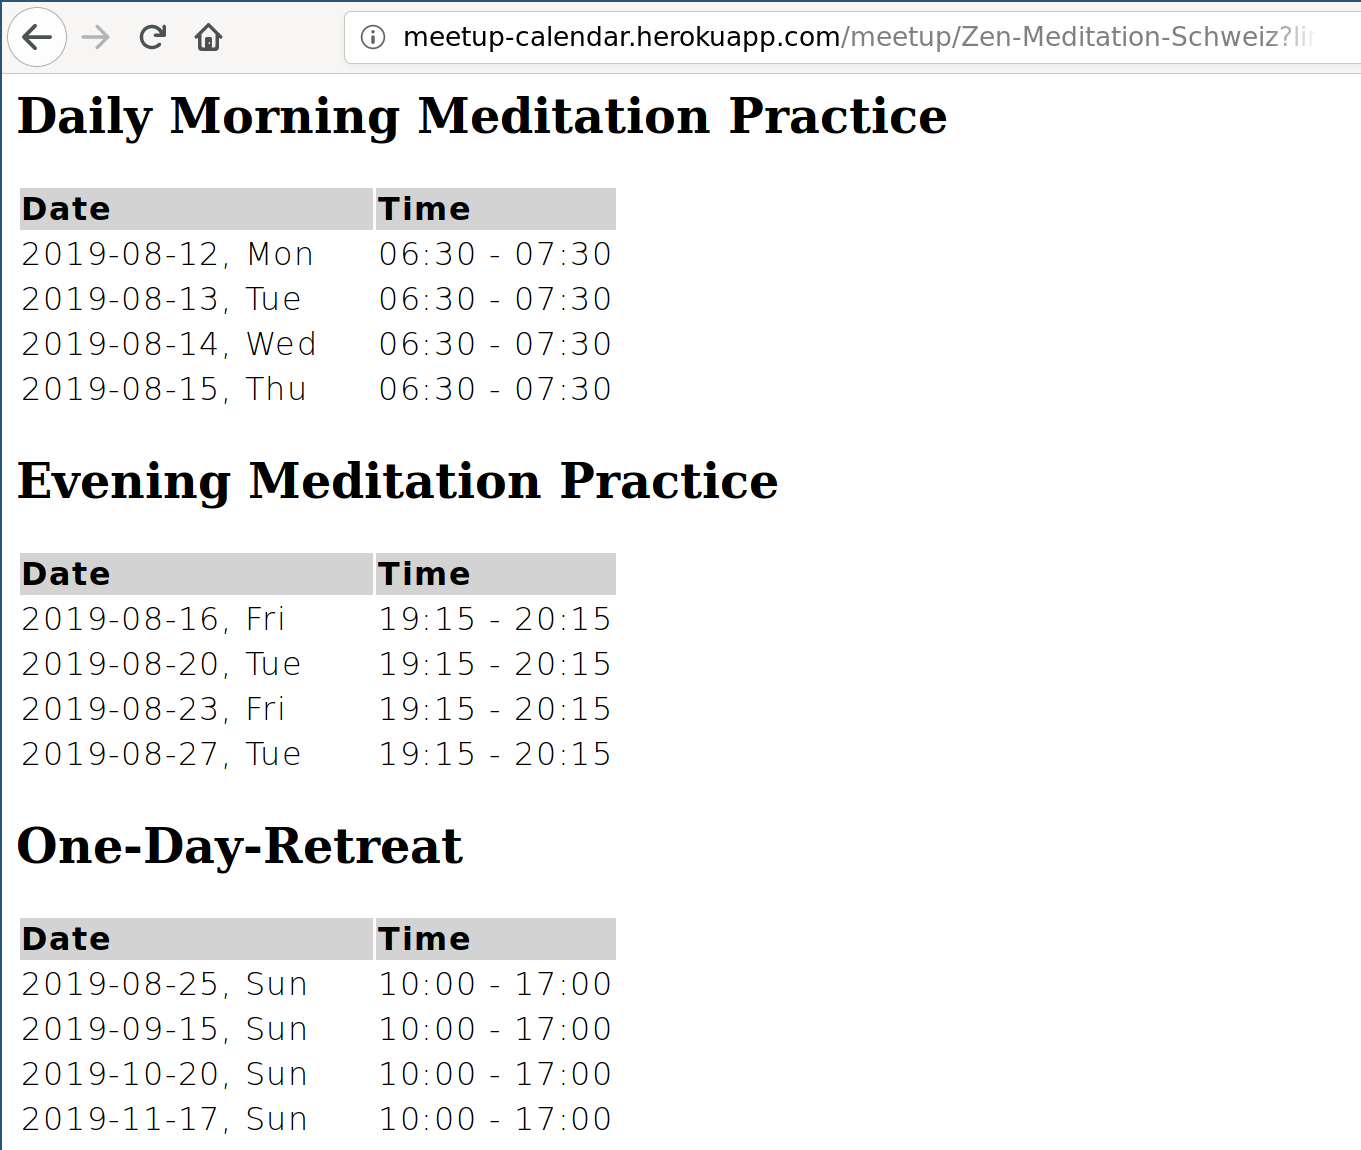 meetup-calendar.herokuapp.com/meetup/Zen-Meditation-Schweiz?li
Daily Morning Meditation Practice
Date Time
2019-08-12, Mon 06:30 - 07:30
2019-08-13, Tue 06:30 - 07:30
2019-08-14, Wed 06:30 - 07:30
2019-08-15, Thu 06:30 - 07:30
Evening Meditation Practice
Date Time
2019-08-16, Fri 19:15 - 20:15
2019-08-20, Tue 19:15 - 20:15
2019-08-23, Fri 19:15 - 20:15
2019-08-27, Tue 19:15 - 20:15
One-Day-Retreat
Date Time
2019-08-25, Sun 10:00 - 17:00
2019-09-15, Sun 10:00 - 17:00
2019-10-20, Sun 10:00 - 17:00
2019-11-17, Sun 10:00 - 17:00